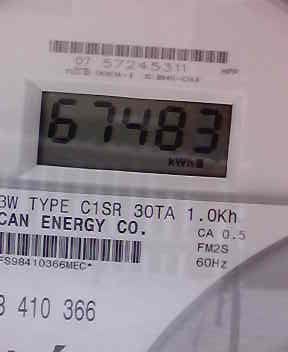 07 57245311
67483
kWh
3W TYPE C1SR 30TA 1.0Kh
CAN ENERGY CO.
CA 0.5
FM2S
FS98410366MEC*
60Hz
410 366